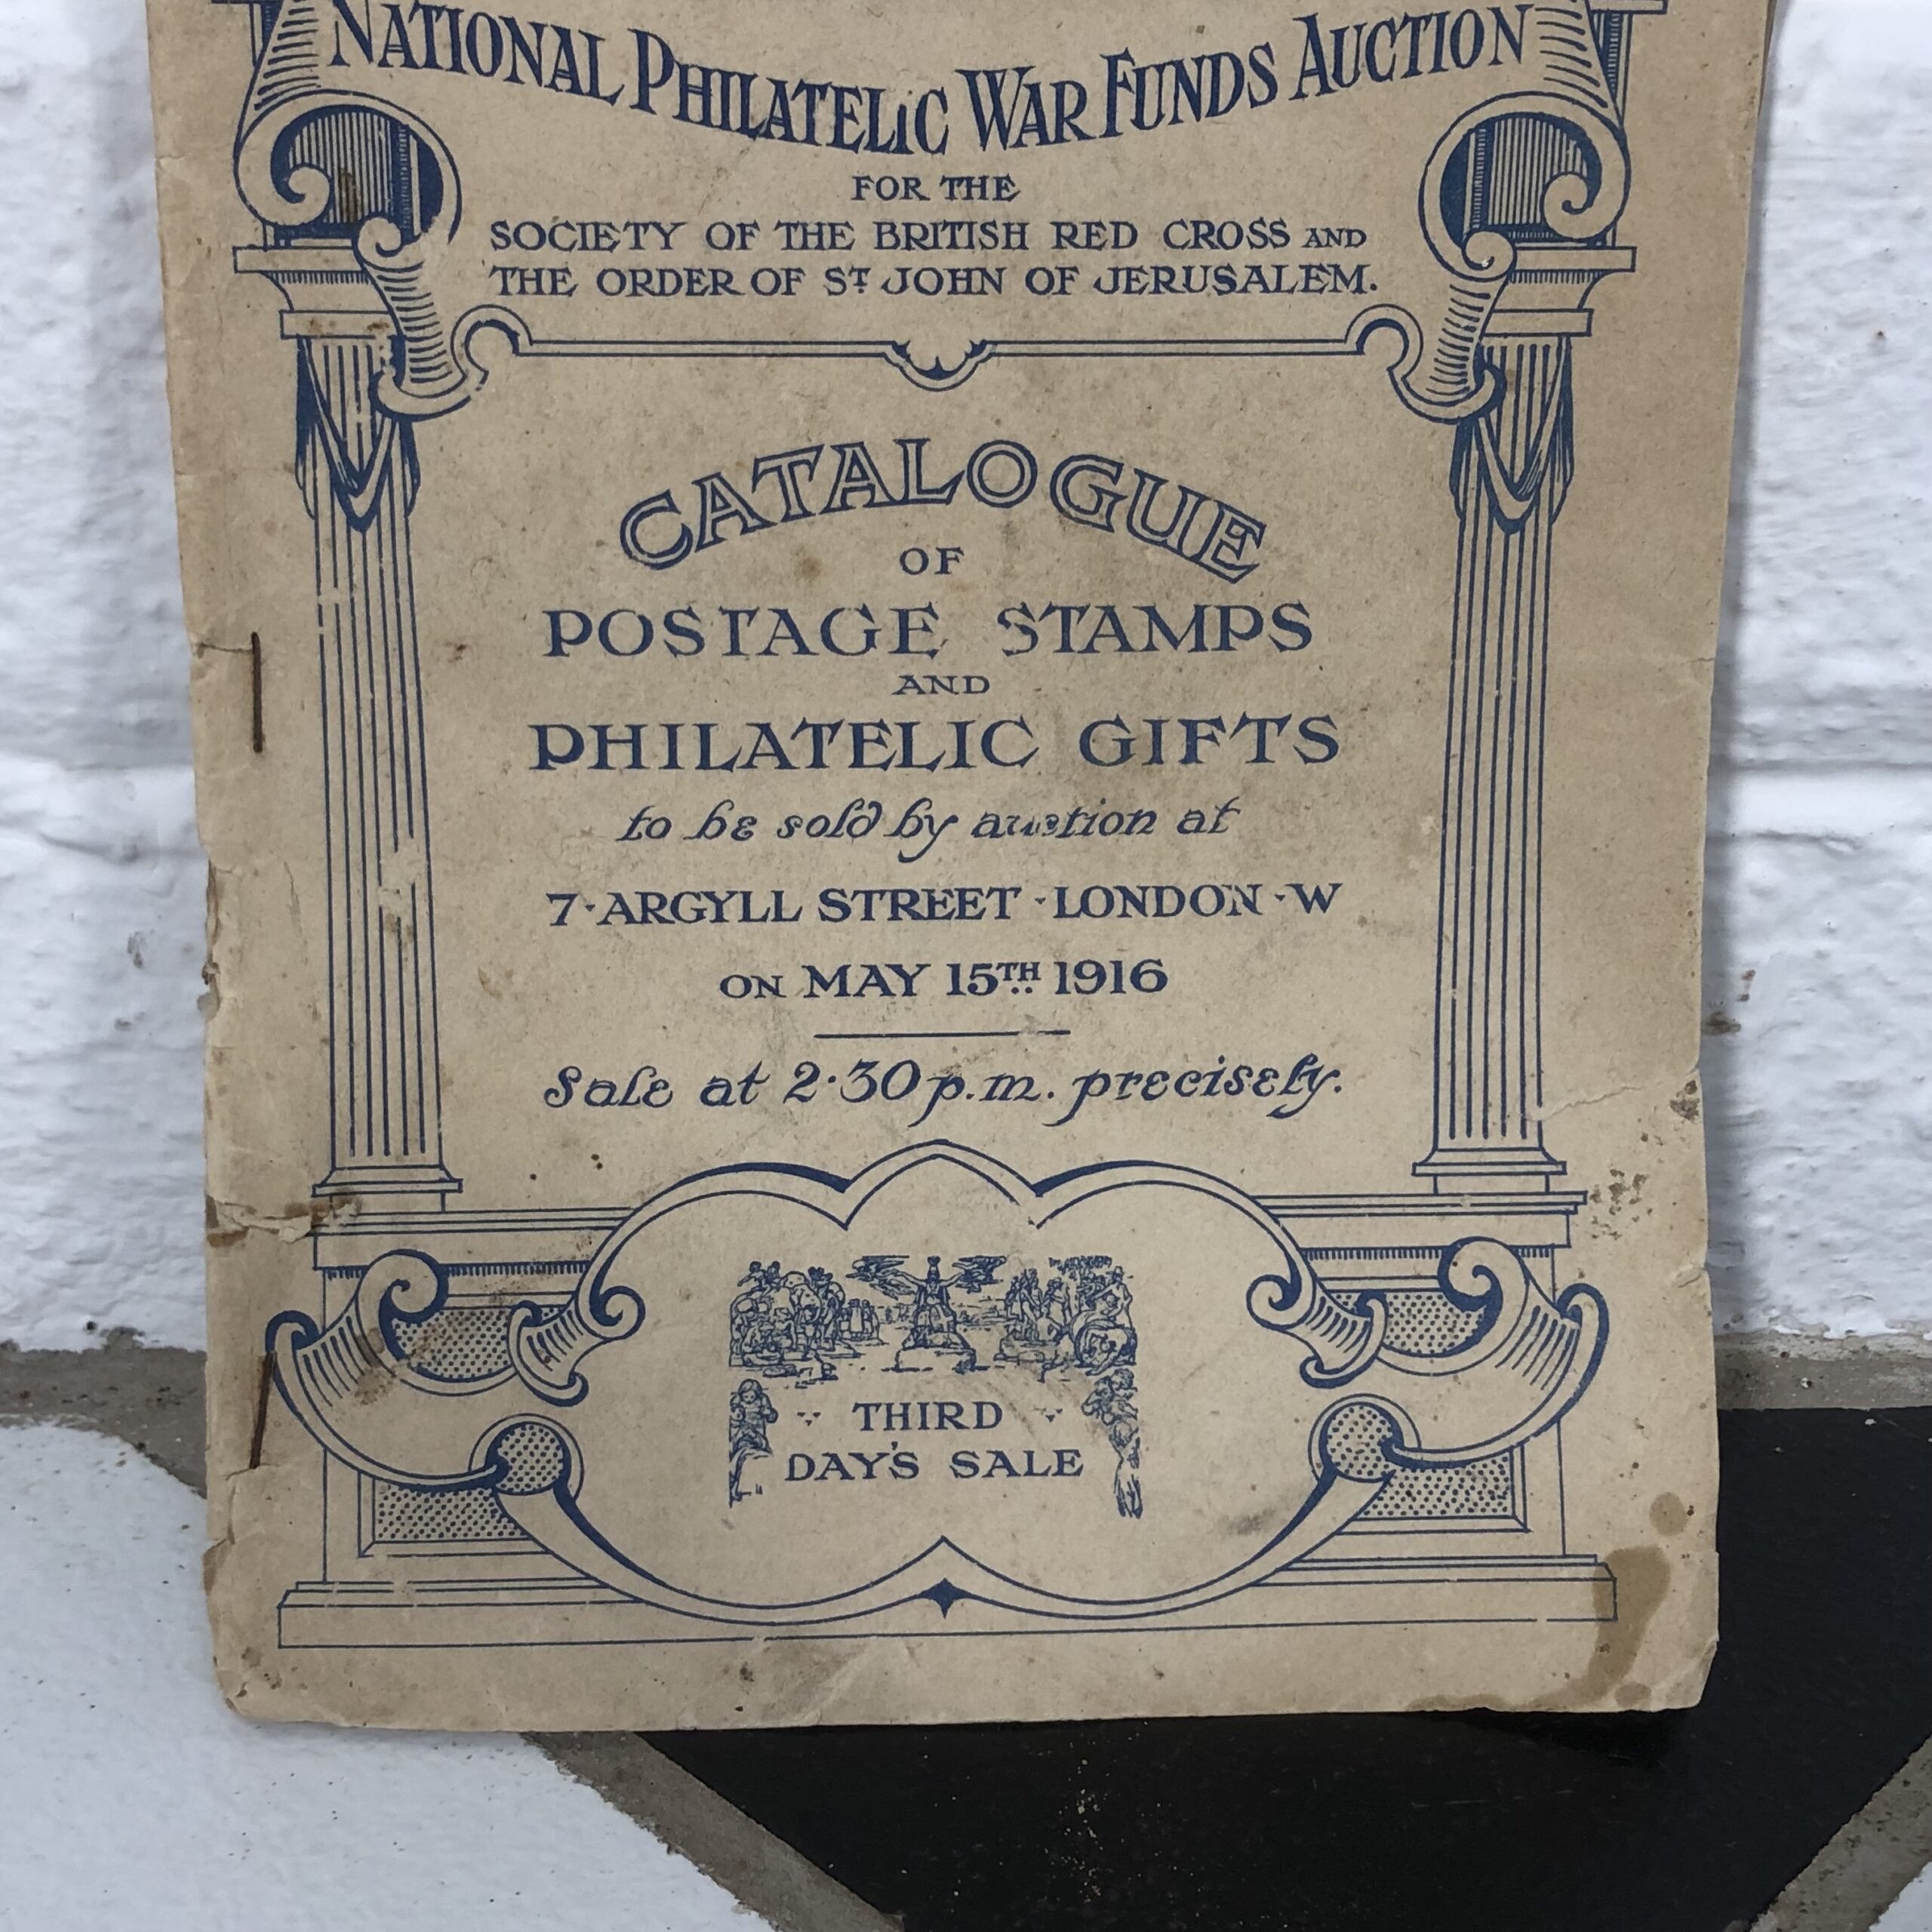 NATIONAL PHILATELIC WAR FUNDS AUCTION
FOR THE
SOCIETY OF THE BRITISH RED CROSS AND
THE ORDER OF ST JOHN OF JERUSALEM.
CATALOGUE
OF
POSTAGE STAMPS
AND
PHILATELIC GIFTS
to be sold by auction at
7·ARGYLL STREET·LONDON·W
ON MAY 15TH 1916
Sale at 2·30 p.m. precisely.
THIRD
DAY'S SALE